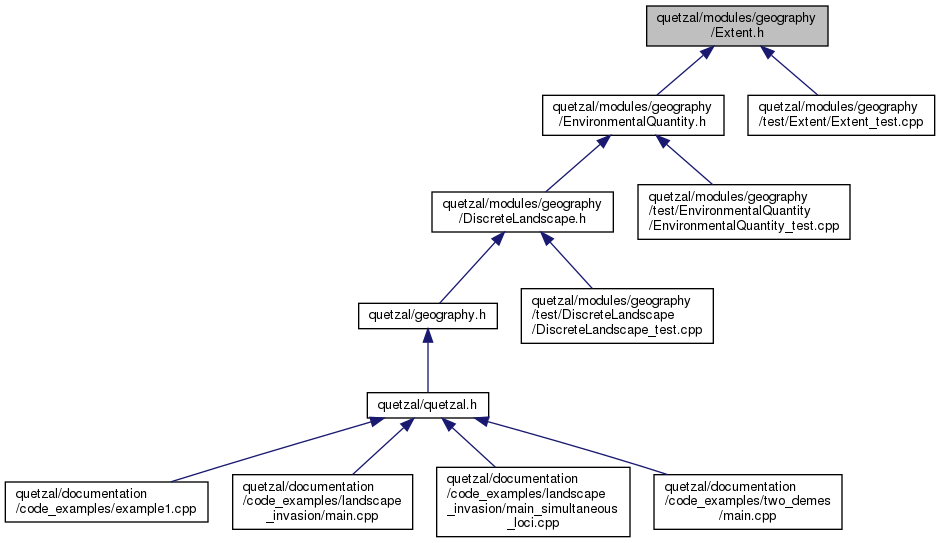 quetzal/modules/geography
/Extent.h
quetzal/modules/geography
/EnvironmentalQuantity.h
quetzal/modules/geography
/test/Extent/Extent_test.cpp
quetzal/modules/geography
/DiscreteLandscape.h
quetzal/modules/geography
/test/EnvironmentalQuantity
/EnvironmentalQuantity_test.cpp
quetzal/geography.h
quetzal/modules/geography
/test/DiscreteLandscape
/DiscreteLandscape_test.cpp
quetzal/quetzal.h
quetzal/documentation
/code_examples/example1.cpp
quetzal/documentation
/code_examples/landscape
_invasion/main.cpp
quetzal/documentation
/code_examples/landscape
_invasion/main_simultaneous
_loci.cpp
quetzal/documentation
/code_examples/two_demes
/main.cpp